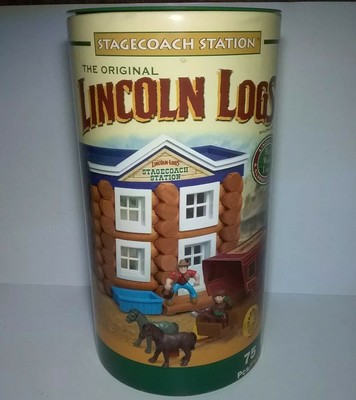 STAGECOACH STATION
THE ORIGINAL
LINCOLN LOGS
LINCOLN LOGS
STAGECOACH
STATION
75